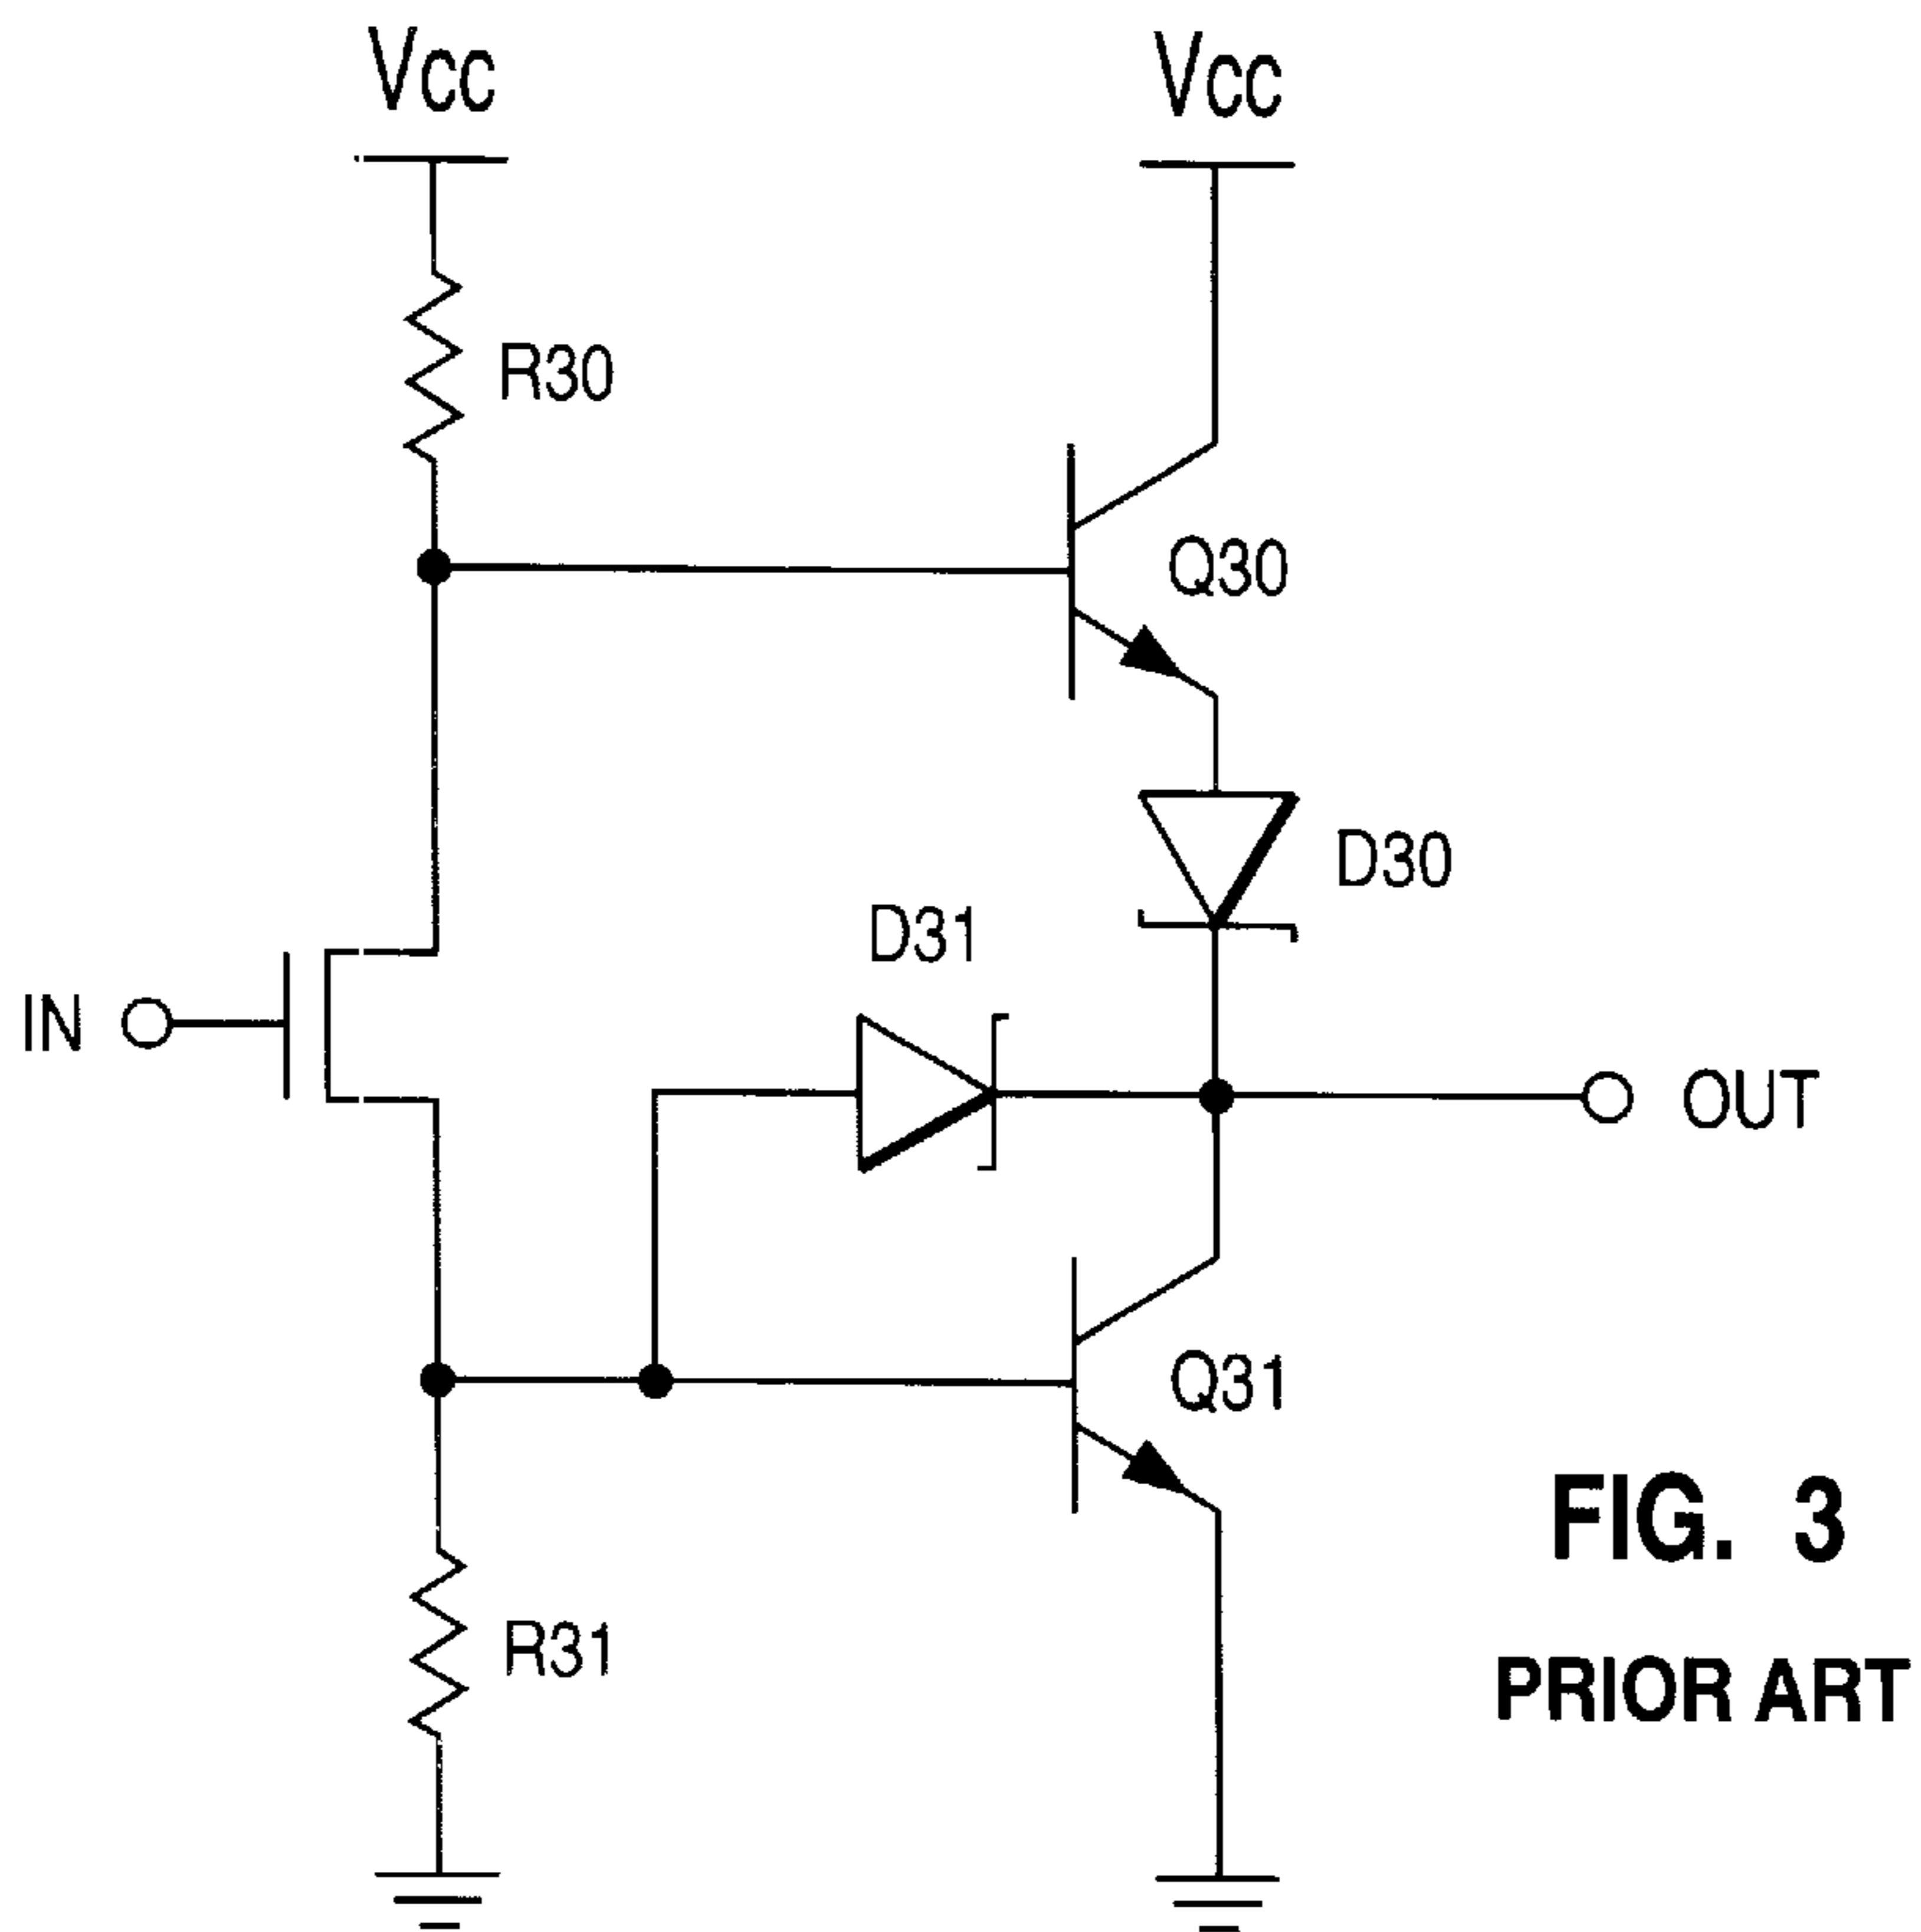 Vcc
Vcc
R30
Q30
D30
D31
IN
OUT
Q31
R31
FIG. 3
PRIOR ART